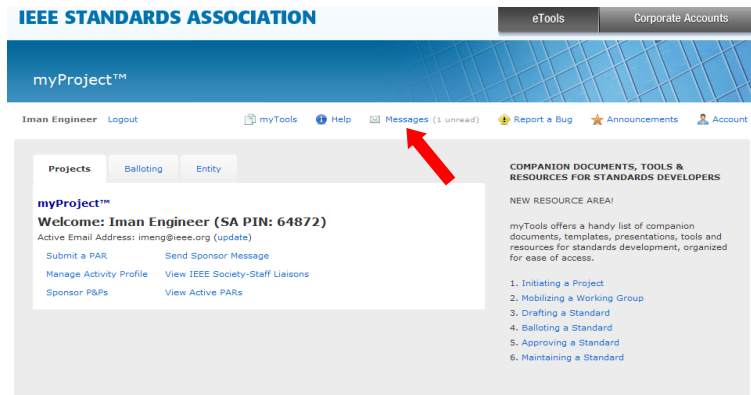 IEEE STANDARDS ASSOCIATION
eTools
Corporate Accounts
myProject™
Iman Engineer Logout
myTools
Help
Messages (1 unread)
Report a Bug
Announcements
Account
Projects
Balloting
Entity
myProject™
Welcome: Iman Engineer (SA PIN: 64872)
Active Email Address: imeng@ieee.org (update)
Submit a PAR
Send Sponsor Message
Manage Activity Profile
View IEEE Society-Staff Liaisons
Sponsor P&Ps
View Active PARs
COMPANION DOCUMENTS, TOOLS &
RESOURCES FOR STANDARDS DEVELOPERS
NEW RESOURCE AREA!
myTools offers a handy list of companion
documents, templates, presentations, tools and
resources for standards development, organized
for ease of access.
1. Initiating a Project
2. Mobilizing a Working Group
3. Drafting a Standard
4. Balloting a Standard
5. Approving a Standard
6. Maintaining a Standard